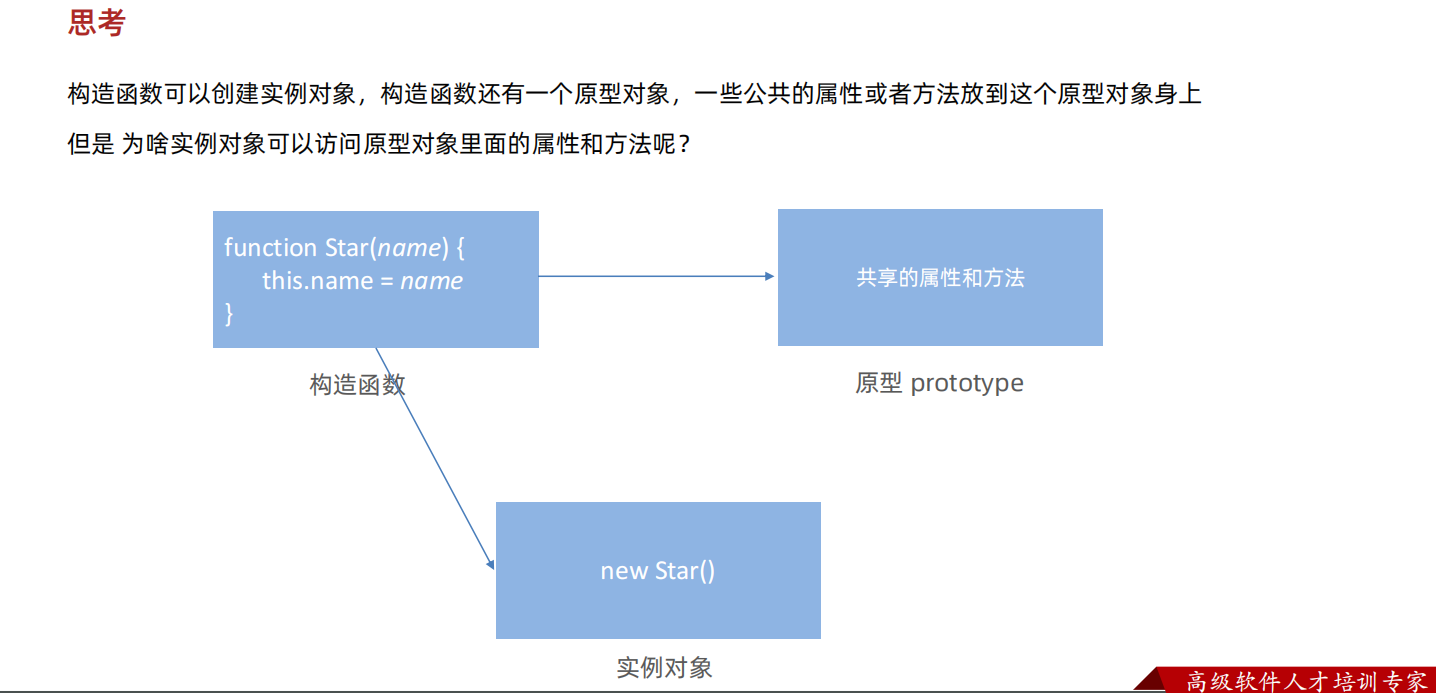 思考
构造函数可以创建实例对象，构造函数还有一个原型对象，一些公共的属性或者方法放到这个原型对象身上
但是 为啥实例对象可以访问原型对象里面的属性和方法呢？
function Star(name) {
this.name = name
}
共享的属性和方法
构造函数
原型 prototype
new Star()
实例对象
高级软件人才培训专家